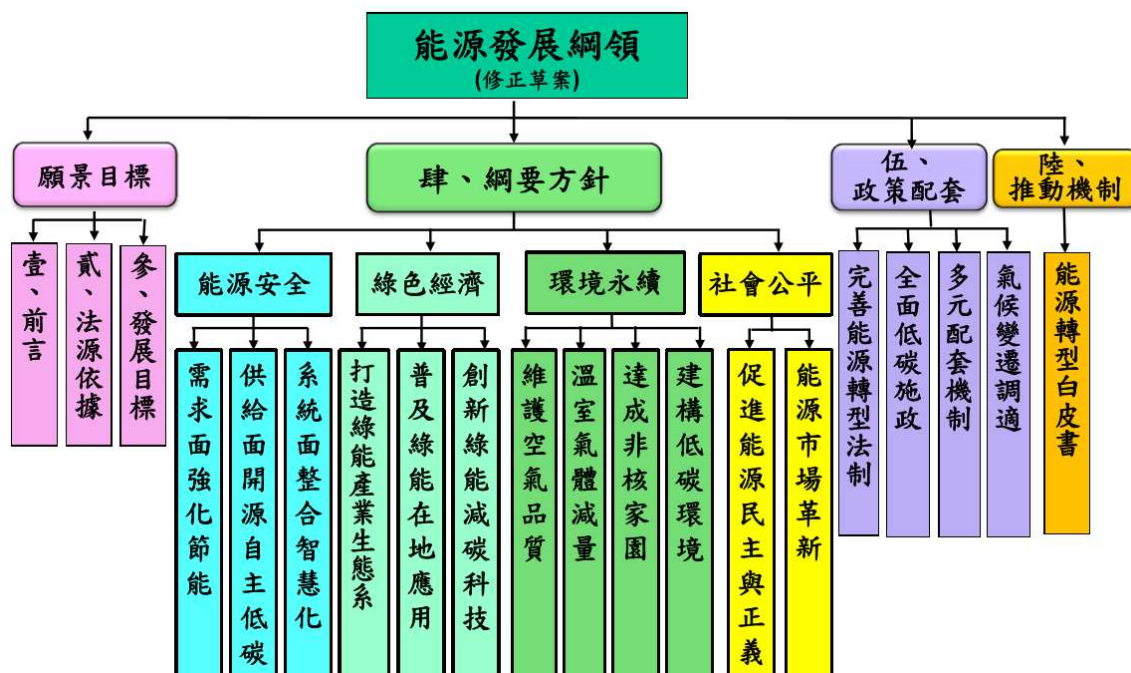 能源發展綱領
(修正草案)
願景目標
肆、綱要方針
伍、
政策配套
陸、
推動機制
壹、前言
貳、法源依據
參、發展目標
能源安全
綠色經濟
環境永續
社會公平
需求面強化節能
供給面開源自主低碳
系統面整合智慧化
打造綠能產業生態系
普及綠能在地應用
創新綠能減碳科技
維護空氣品質
溫室氣體減量
達成非核家園
建構低碳環境
促進能源民主與正義
能源市場革新
完善能源轉型法制
全面低碳施政
多元配套機制
氣候變遷調適
能源轉型白皮書